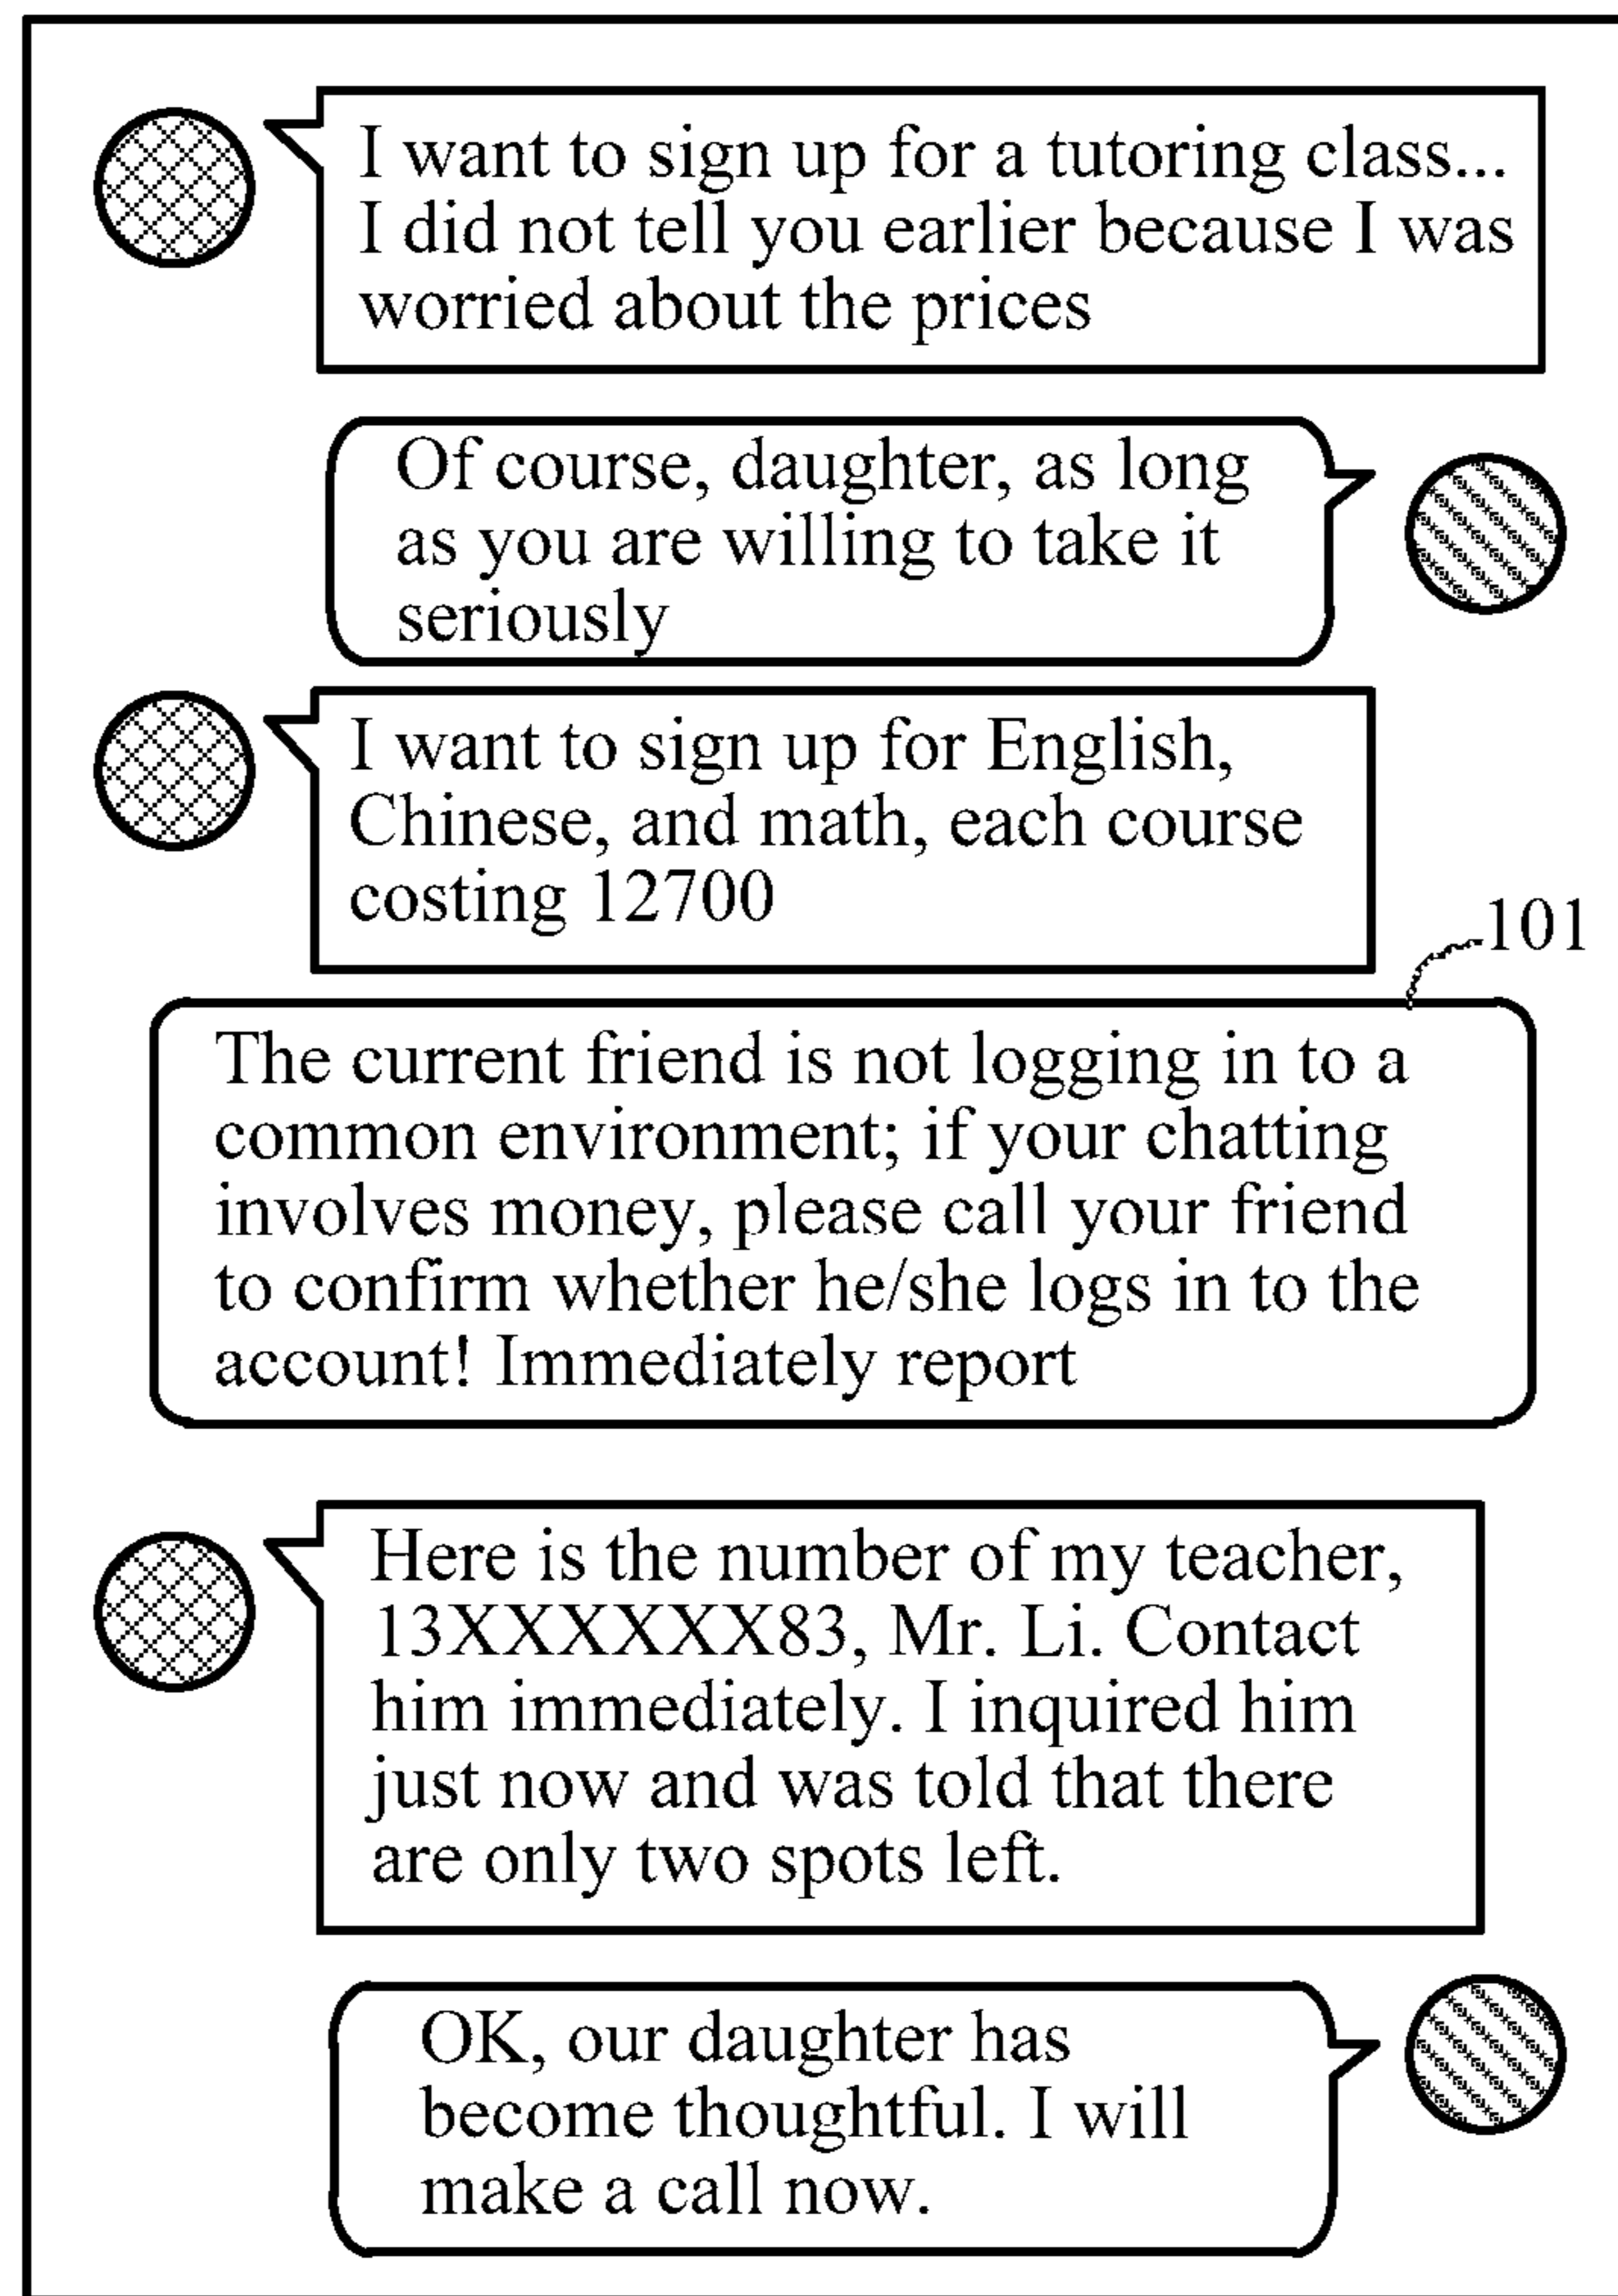 I want to sign up for a tutoring class...
I did not tell you earlier because I was
worried about the prices
Of course, daughter, as long
as you are willing to take it
seriously
I want to sign up for English,
Chinese, and math, each course
costing 12700
101
The current friend is not logging in to a
common environment; if your chatting
involves money, please call your friend
to confirm whether he/she logs in to the
account! Immediately report
Here is the number of my teacher,
13XXXXXX83, Mr. Li. Contact
him immediately. I inquired him
just now and was told that there
are only two spots left.
OK, our daughter has
become thoughtful. I will
make a call now.